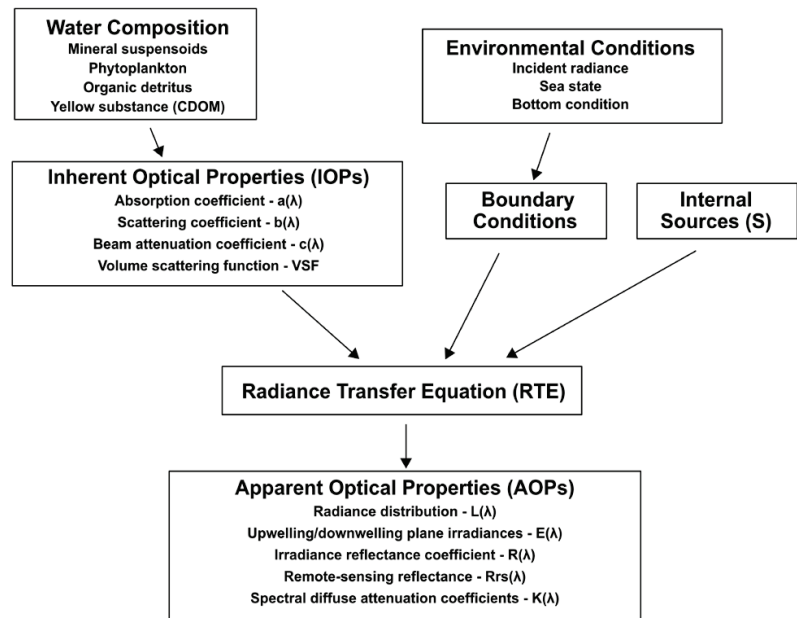 Water Composition
Mineral suspensoids
Phytoplankton
Organic detritus
Yellow substance (CDOM)
Environmental Conditions
Incident radiance
Sea state
Bottom condition
Inherent Optical Properties (IOPs)
Absorption coefficient - a(λ)
Scattering coefficient - b(λ)
Beam attenuation coefficient - c(λ)
Volume scattering function - VSF
Boundary
Conditions
Internal
Sources (S)
Radiance Transfer Equation (RTE)
Apparent Optical Properties (AOPs)
Radiance distribution - L(λ)
Upwelling/downwelling plane irradiances - E(λ)
Irradiance reflectance coefficient - R(λ)
Remote-sensing reflectance - Rrs(λ)
Spectral diffuse attenuation coefficients - K(λ)